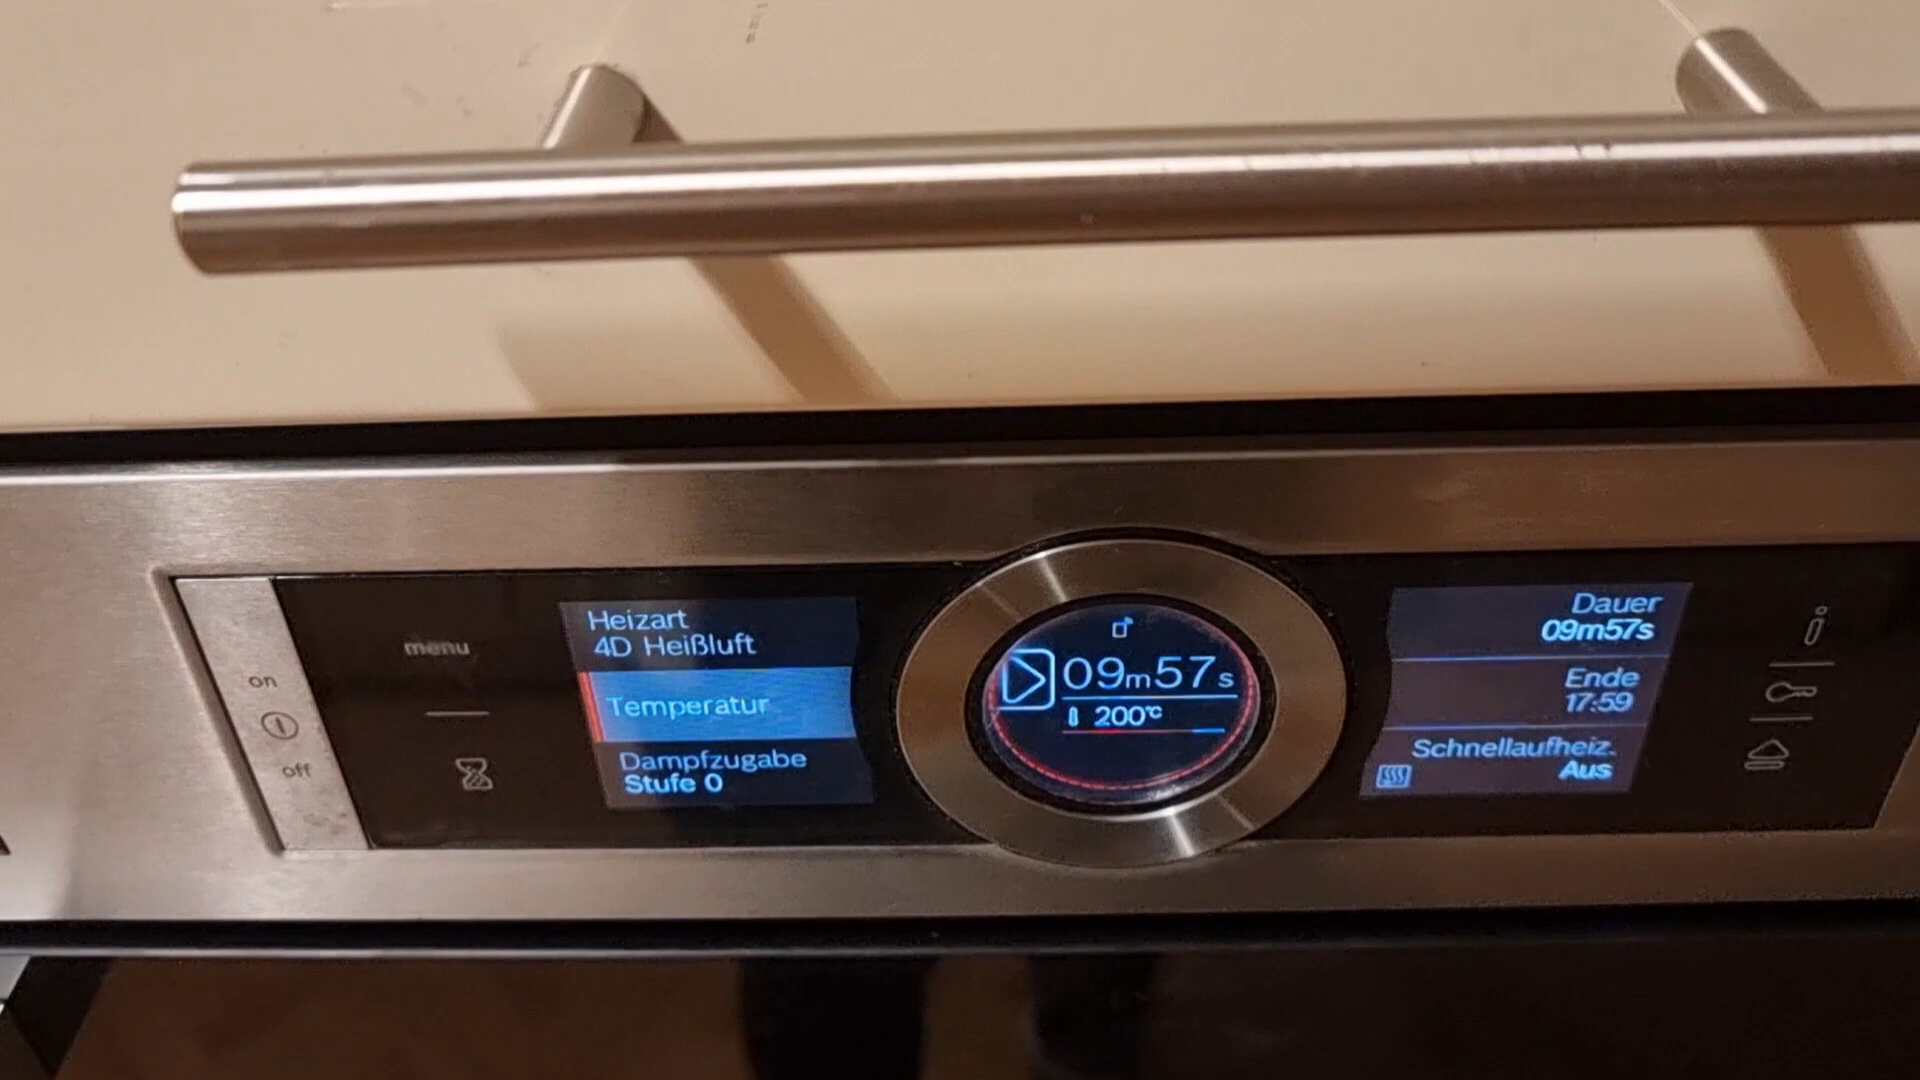 on
off
menu
Heizart
4D Heißluft
Temperatur
Dampfzugabe
Stufe 0
09m57s
200°C
Dauer
09m57s
Ende
17:59
Schnellaufheiz.
Aus